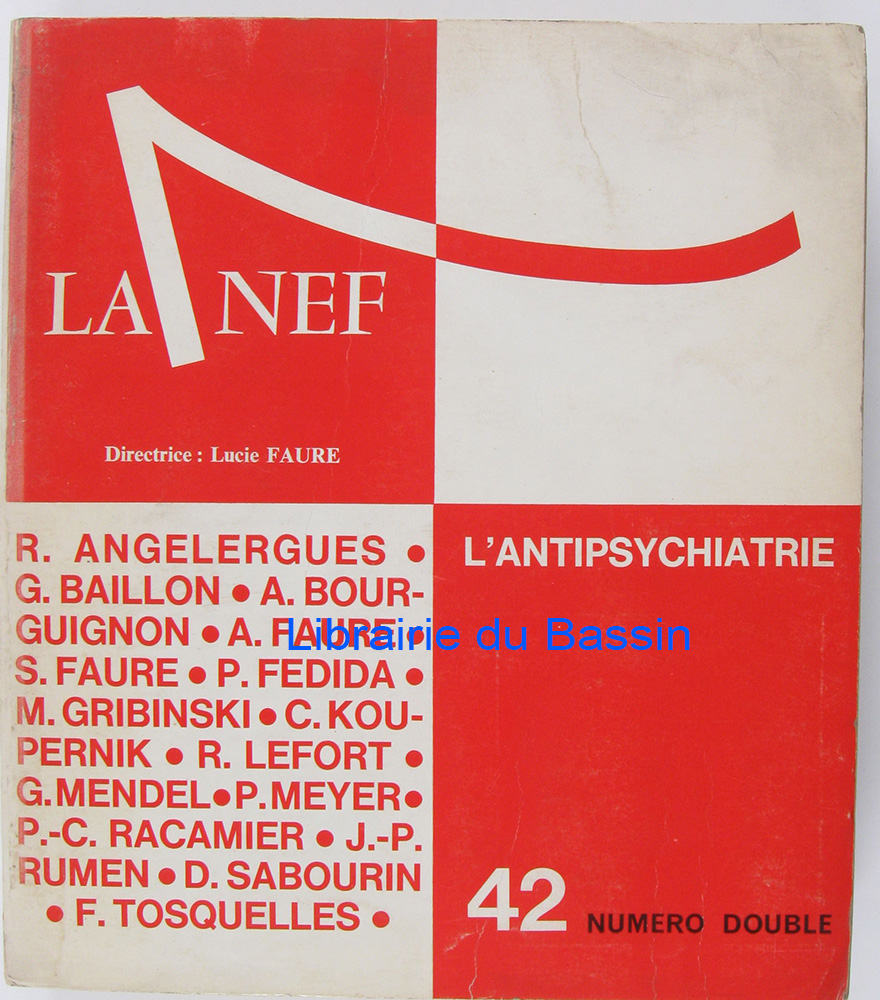 LA NEF
Directrice : Lucie FAURE
R. ANGELERGUES •
G. BAILLON • A. BOUR-
GUIGNON • A. FAURE •
S. FAURE • P. FEDIDA •
M. GRIBINSKI • C. KOU-
PERNIK • R. LEFORT •
G. MENDEL • P. MEYER •
P.-C. RACAMIER • J.-P.
RUMEN • D. SABOURIN
• F. TOSQUELLES •
L'ANTIPSYCHIATRIE
Librairie du Bassin
42 NUMERO DOUBLE